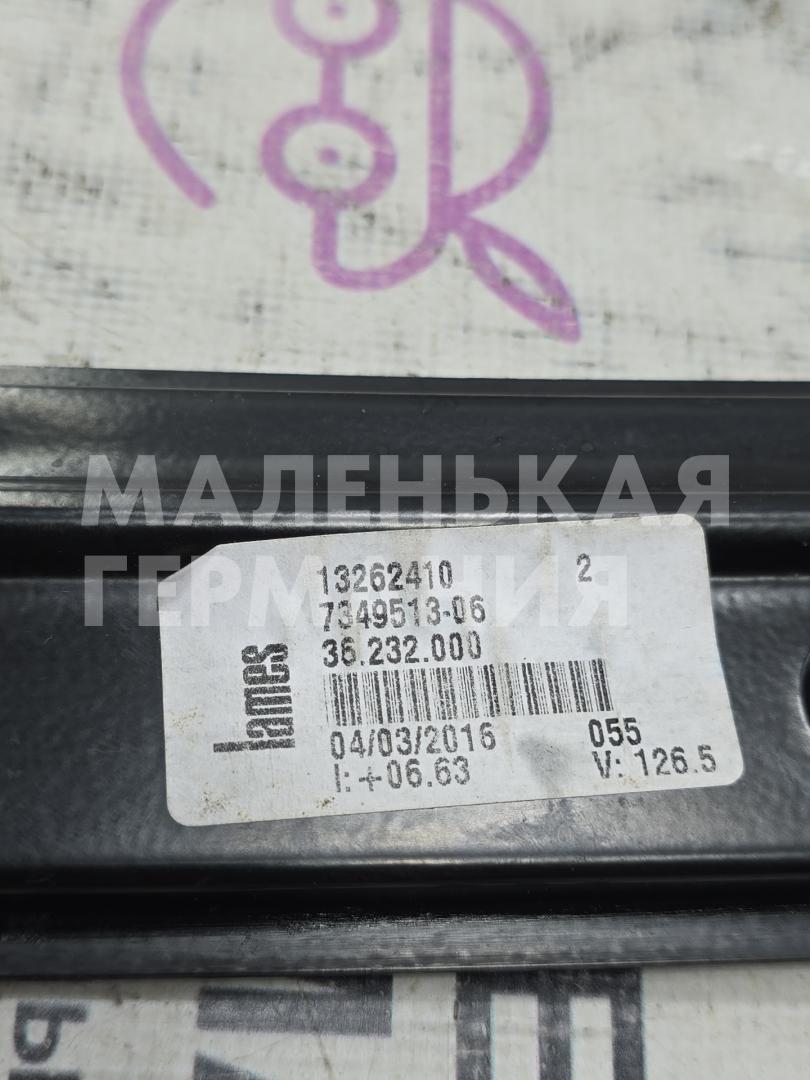 МАЛЕНЬКАЯ
ГЕРМАНИЯ
13262410 2
7349513-06
36.232.000
lames
04/03/2016 055
I: +06.63 V: 126.5